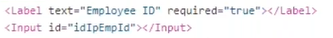 <Label text="Employee ID" required="true"></Label>
<Input id="idIpEmpId"></Input>